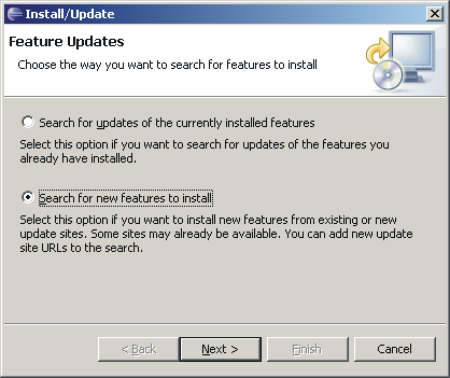 Install/Update
Feature Updates
Choose the way you want to search for features to install
Search for updates of the currently installed features
Select this option if you want to search for updates of the features you
already have installed.
Search for new features to install
Select this option if you want to install new features from existing or new
update sites. Some sites may already be available. You can add new update
site URLs to the search.
< Back
Next >
Finish
Cancel